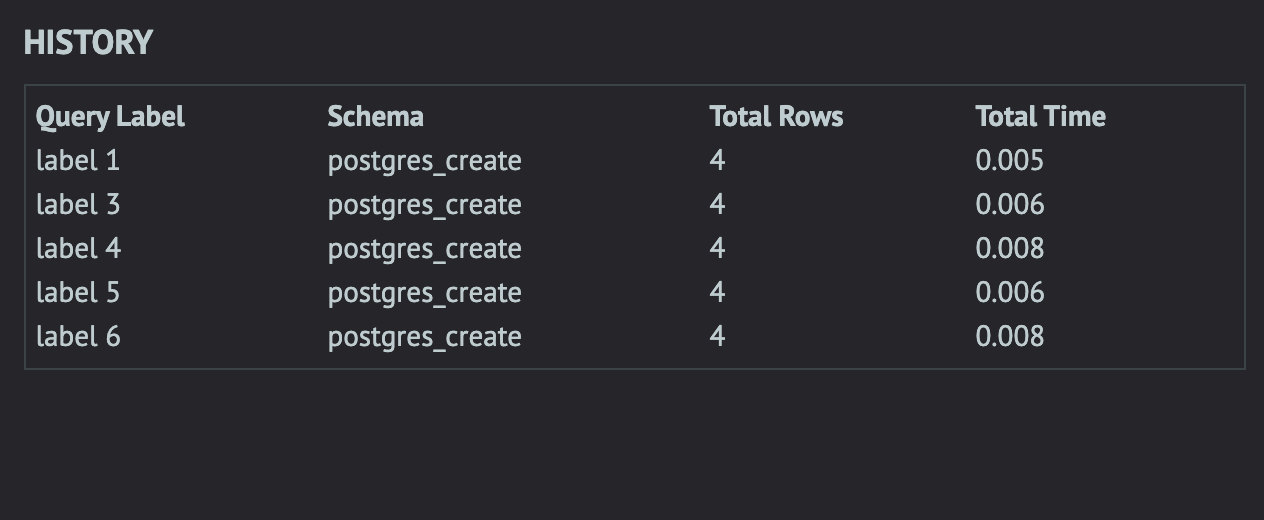 HISTORY
Query Label Schema Total Rows Total Time
label 1 postgres_create 4 0.005
label 3 postgres_create 4 0.006
label 4 postgres_create 4 0.008
label 5 postgres_create 4 0.006
label 6 postgres_create 4 0.008